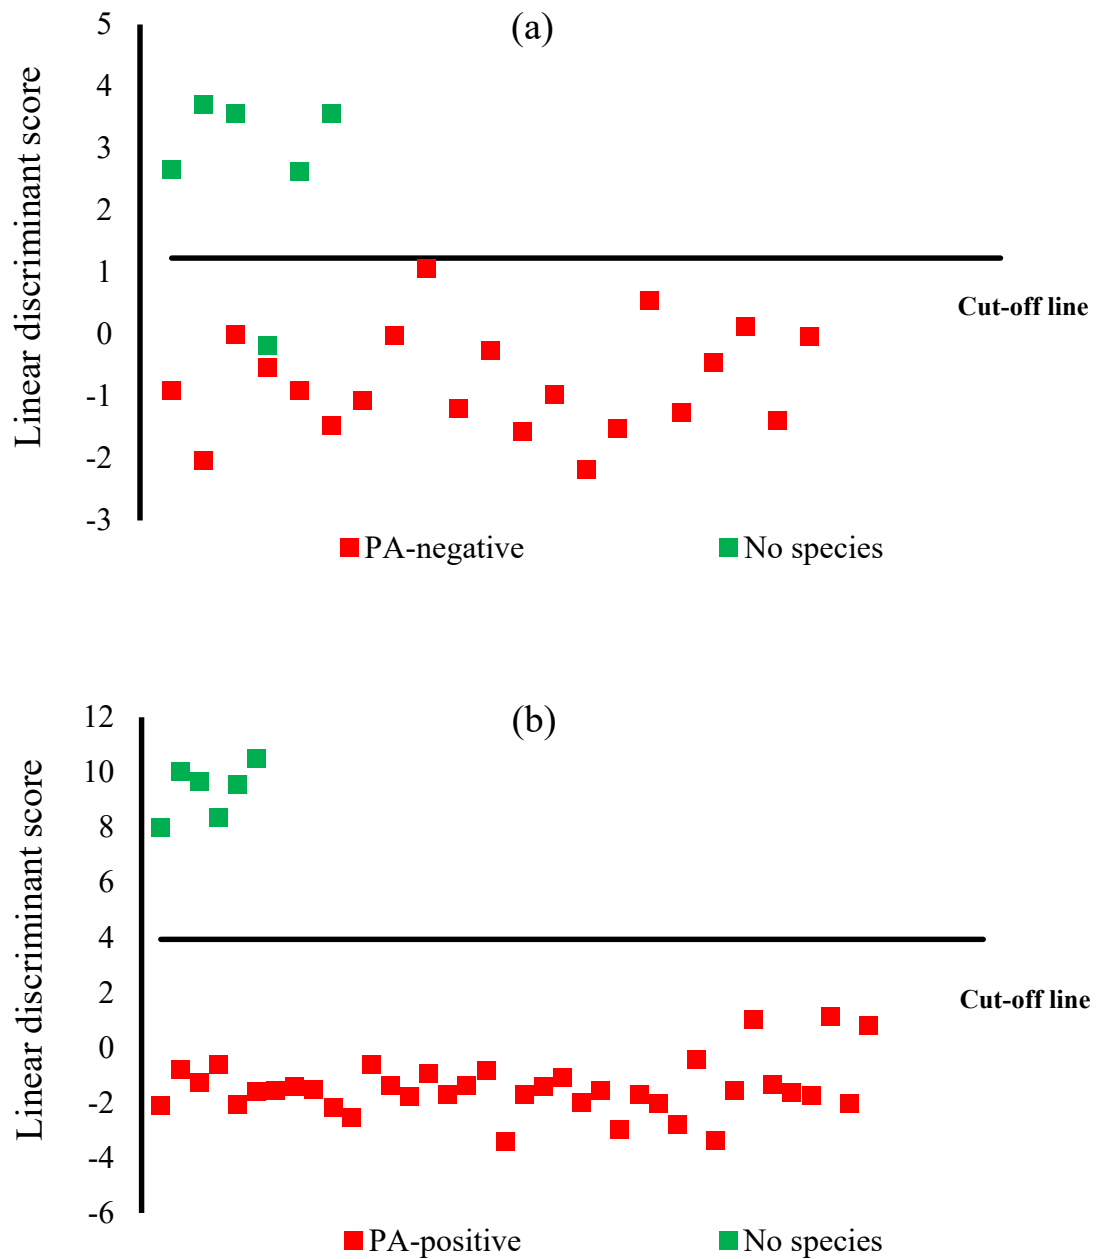 (a)
Linear discriminant score
5
4
3
2
1
0
-1
-2
-3
Cut-off line
PA-negative
No species
(b)
Linear discriminant score
12
10
8
6
4
2
0
-2
-4
-6
Cut-off line
PA-positive
No species